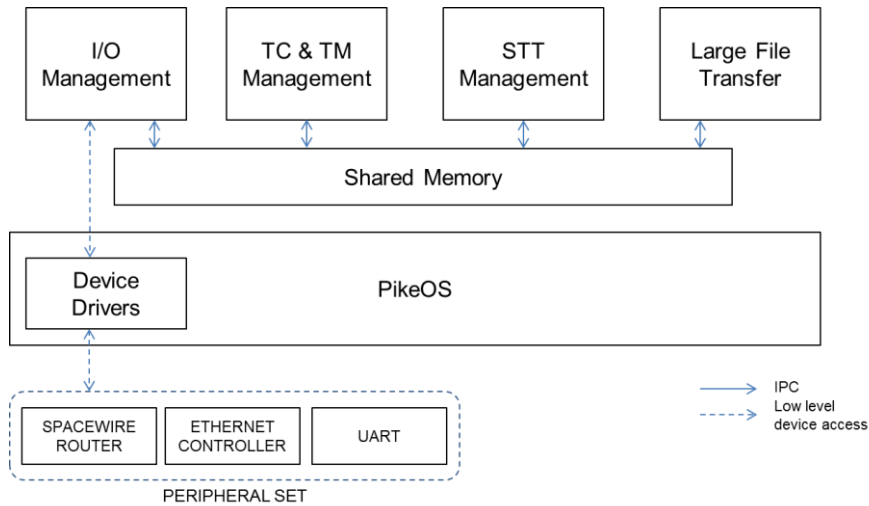 I/O
Management
TC & TM
Management
STT
Management
Large File
Transfer
Shared Memory
Device
Drivers
PikeOS
IPC
Low level
device access
SPACEWIRE
ROUTER
ETHERNET
CONTROLLER
UART
PERIPHERAL SET